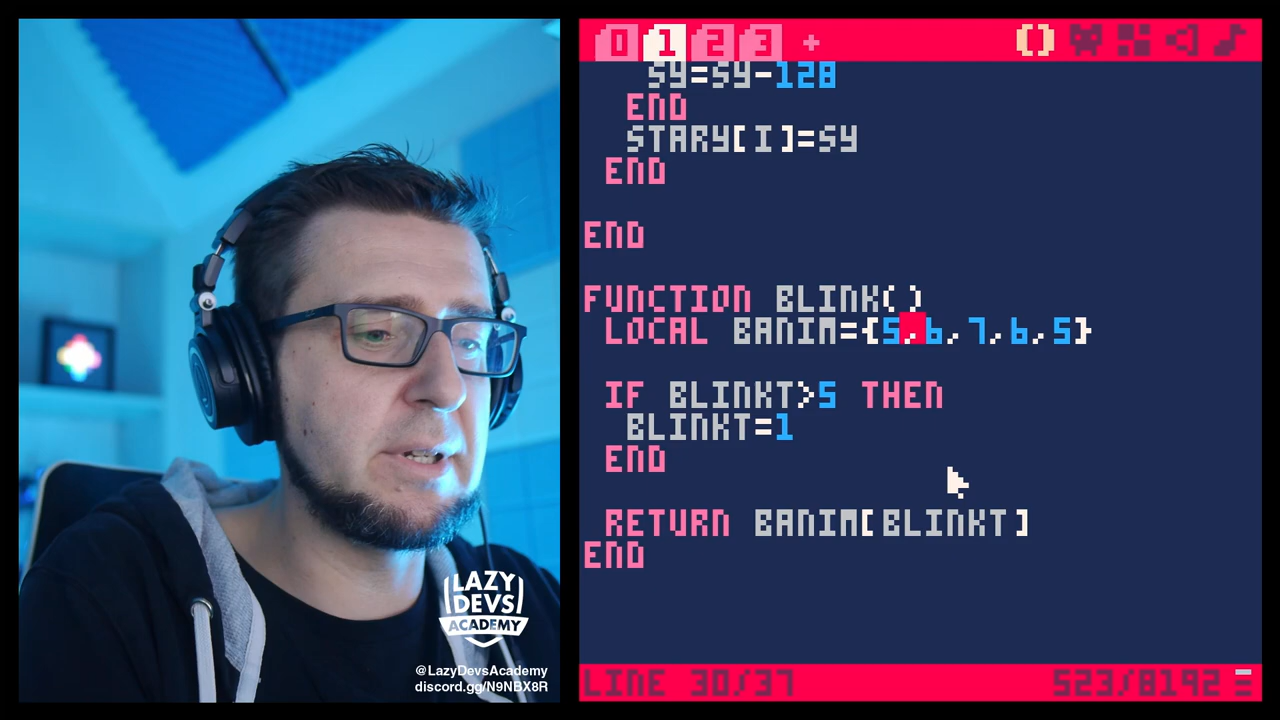 LAZY
DEVS
ACADEMY
@LazyDevsAcademy
discord.gg/N9NBX8R
0 1 2 3 +
SY=SY-128
END
STARY[I]=SY
END
END
FUNCTION BLINK()
LOCAL BANIM={5,6,7,6,5}
IF BLINKT>5 THEN
BLINKT=1
END
RETURN BANIM[BLINKT]
END
LINE 30/37
523/8192